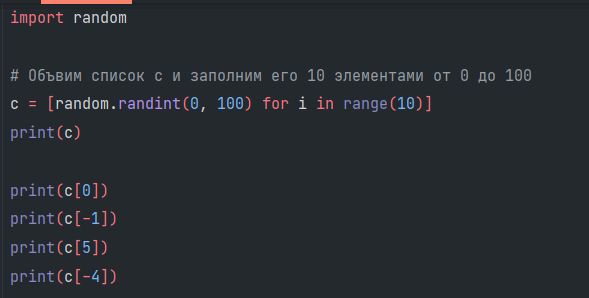 import random
# Объвим список c и заполним его 10 элементами от 0 до 100
c = [random.randint(0, 100) for i in range(10)]
print(c)
print(c[0])
print(c[-1])
print(c[5])
print(c[-4])